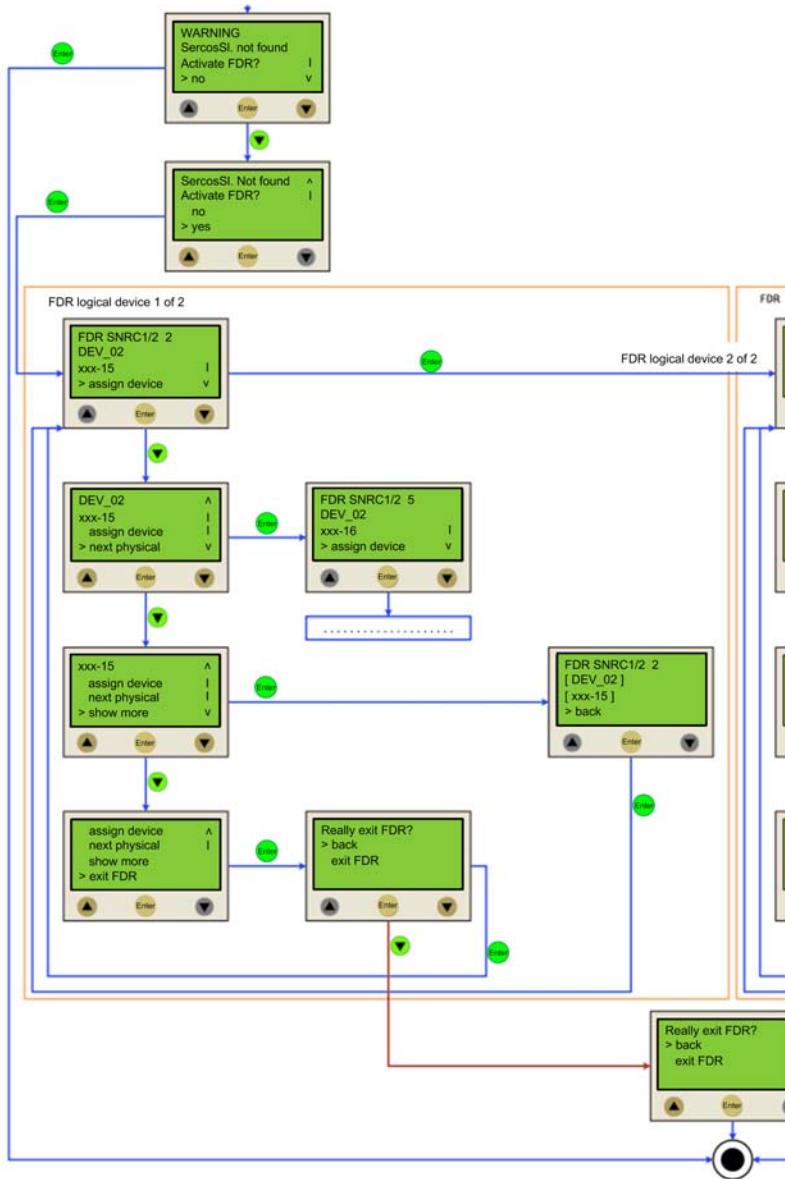 WARNING
SercosSl. not found
Activate FDR? I
> no v
Enter
Enter
SercosSl. Not found ^
Activate FDR? I
no
> yes
Enter
Enter
FDR logical device 1 of 2
FDR
FDR SNRC1/2 2
DEV_02
xxx-15 I
> assign device v
Enter
Enter
FDR logical device 2 of 2
DEV_02 ^
xxx-15 I
assign device I
> next physical v
Enter
Enter
FDR SNRC1/2 5
DEV_02
xxx-16 I
> assign device v
Enter
....................
xxx-15 ^
assign device I
next physical I
> show more v
Enter
Enter
FDR SNRC1/2 2
[ DEV_02 ]
[ xxx-15 ]
> back
Enter
Enter
assign device ^
next physical I
show more
> exit FDR
Enter
Enter
Really exit FDR?
> back
exit FDR
Enter
Enter
Really exit FDR?
> back
exit FDR
Enter